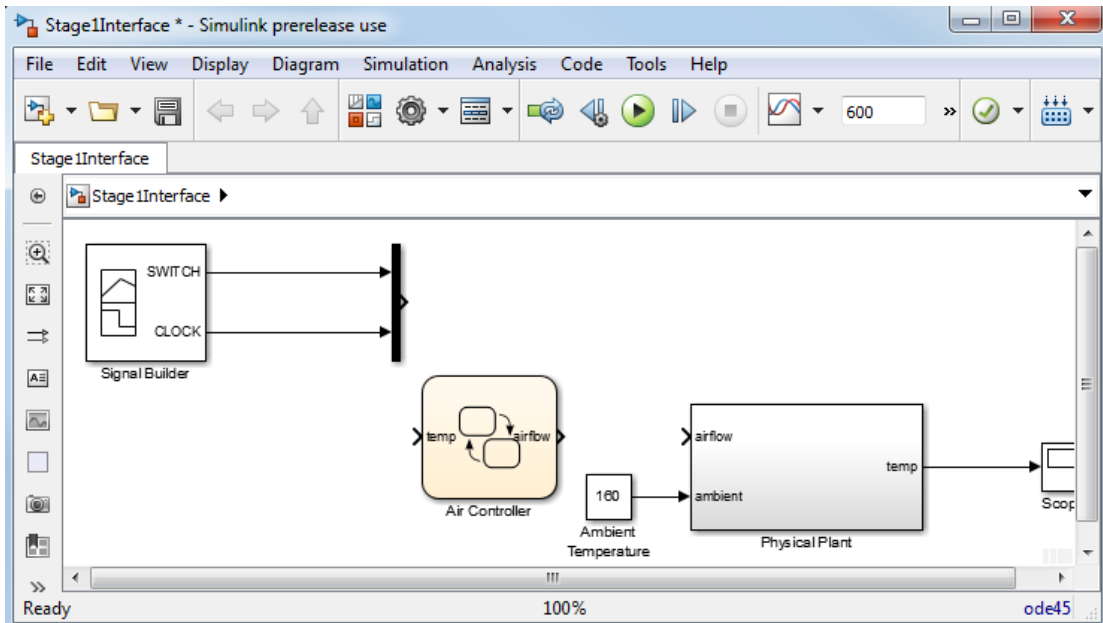 Stage1Interface * - Simulink prerelease use
File Edit View Display Diagram Simulation Analysis Code Tools Help
600
Stage1Interface
Stage1Interface
SWITCH
CLOCK
Signal Builder
temp
airflow
Air Controller
160
Ambient
Temperature
airflow
ambient
temp
Physical Plant
Scop
Ready 100% ode45